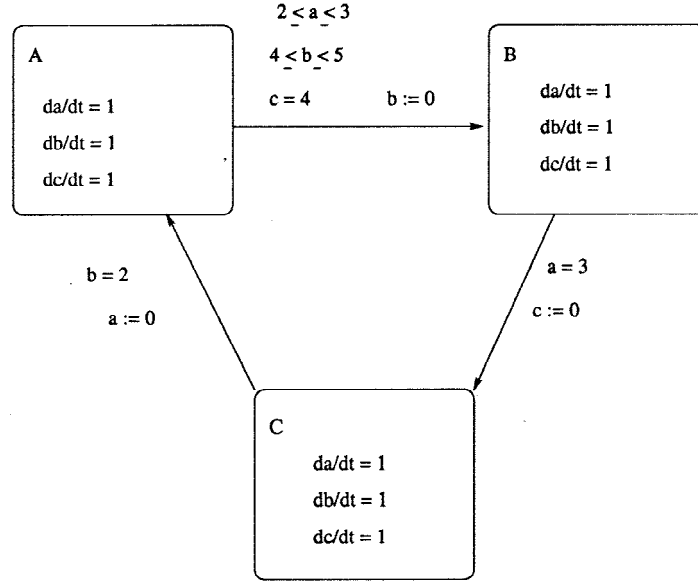 2 ≤ a ≤ 3
4 ≤ b ≤ 5
c = 4 b := 0
A
da/dt = 1
db/dt = 1
dc/dt = 1
B
da/dt = 1
db/dt = 1
dc/dt = 1
b = 2
a := 0
a = 3
c := 0
C
da/dt = 1
db/dt = 1
dc/dt = 1